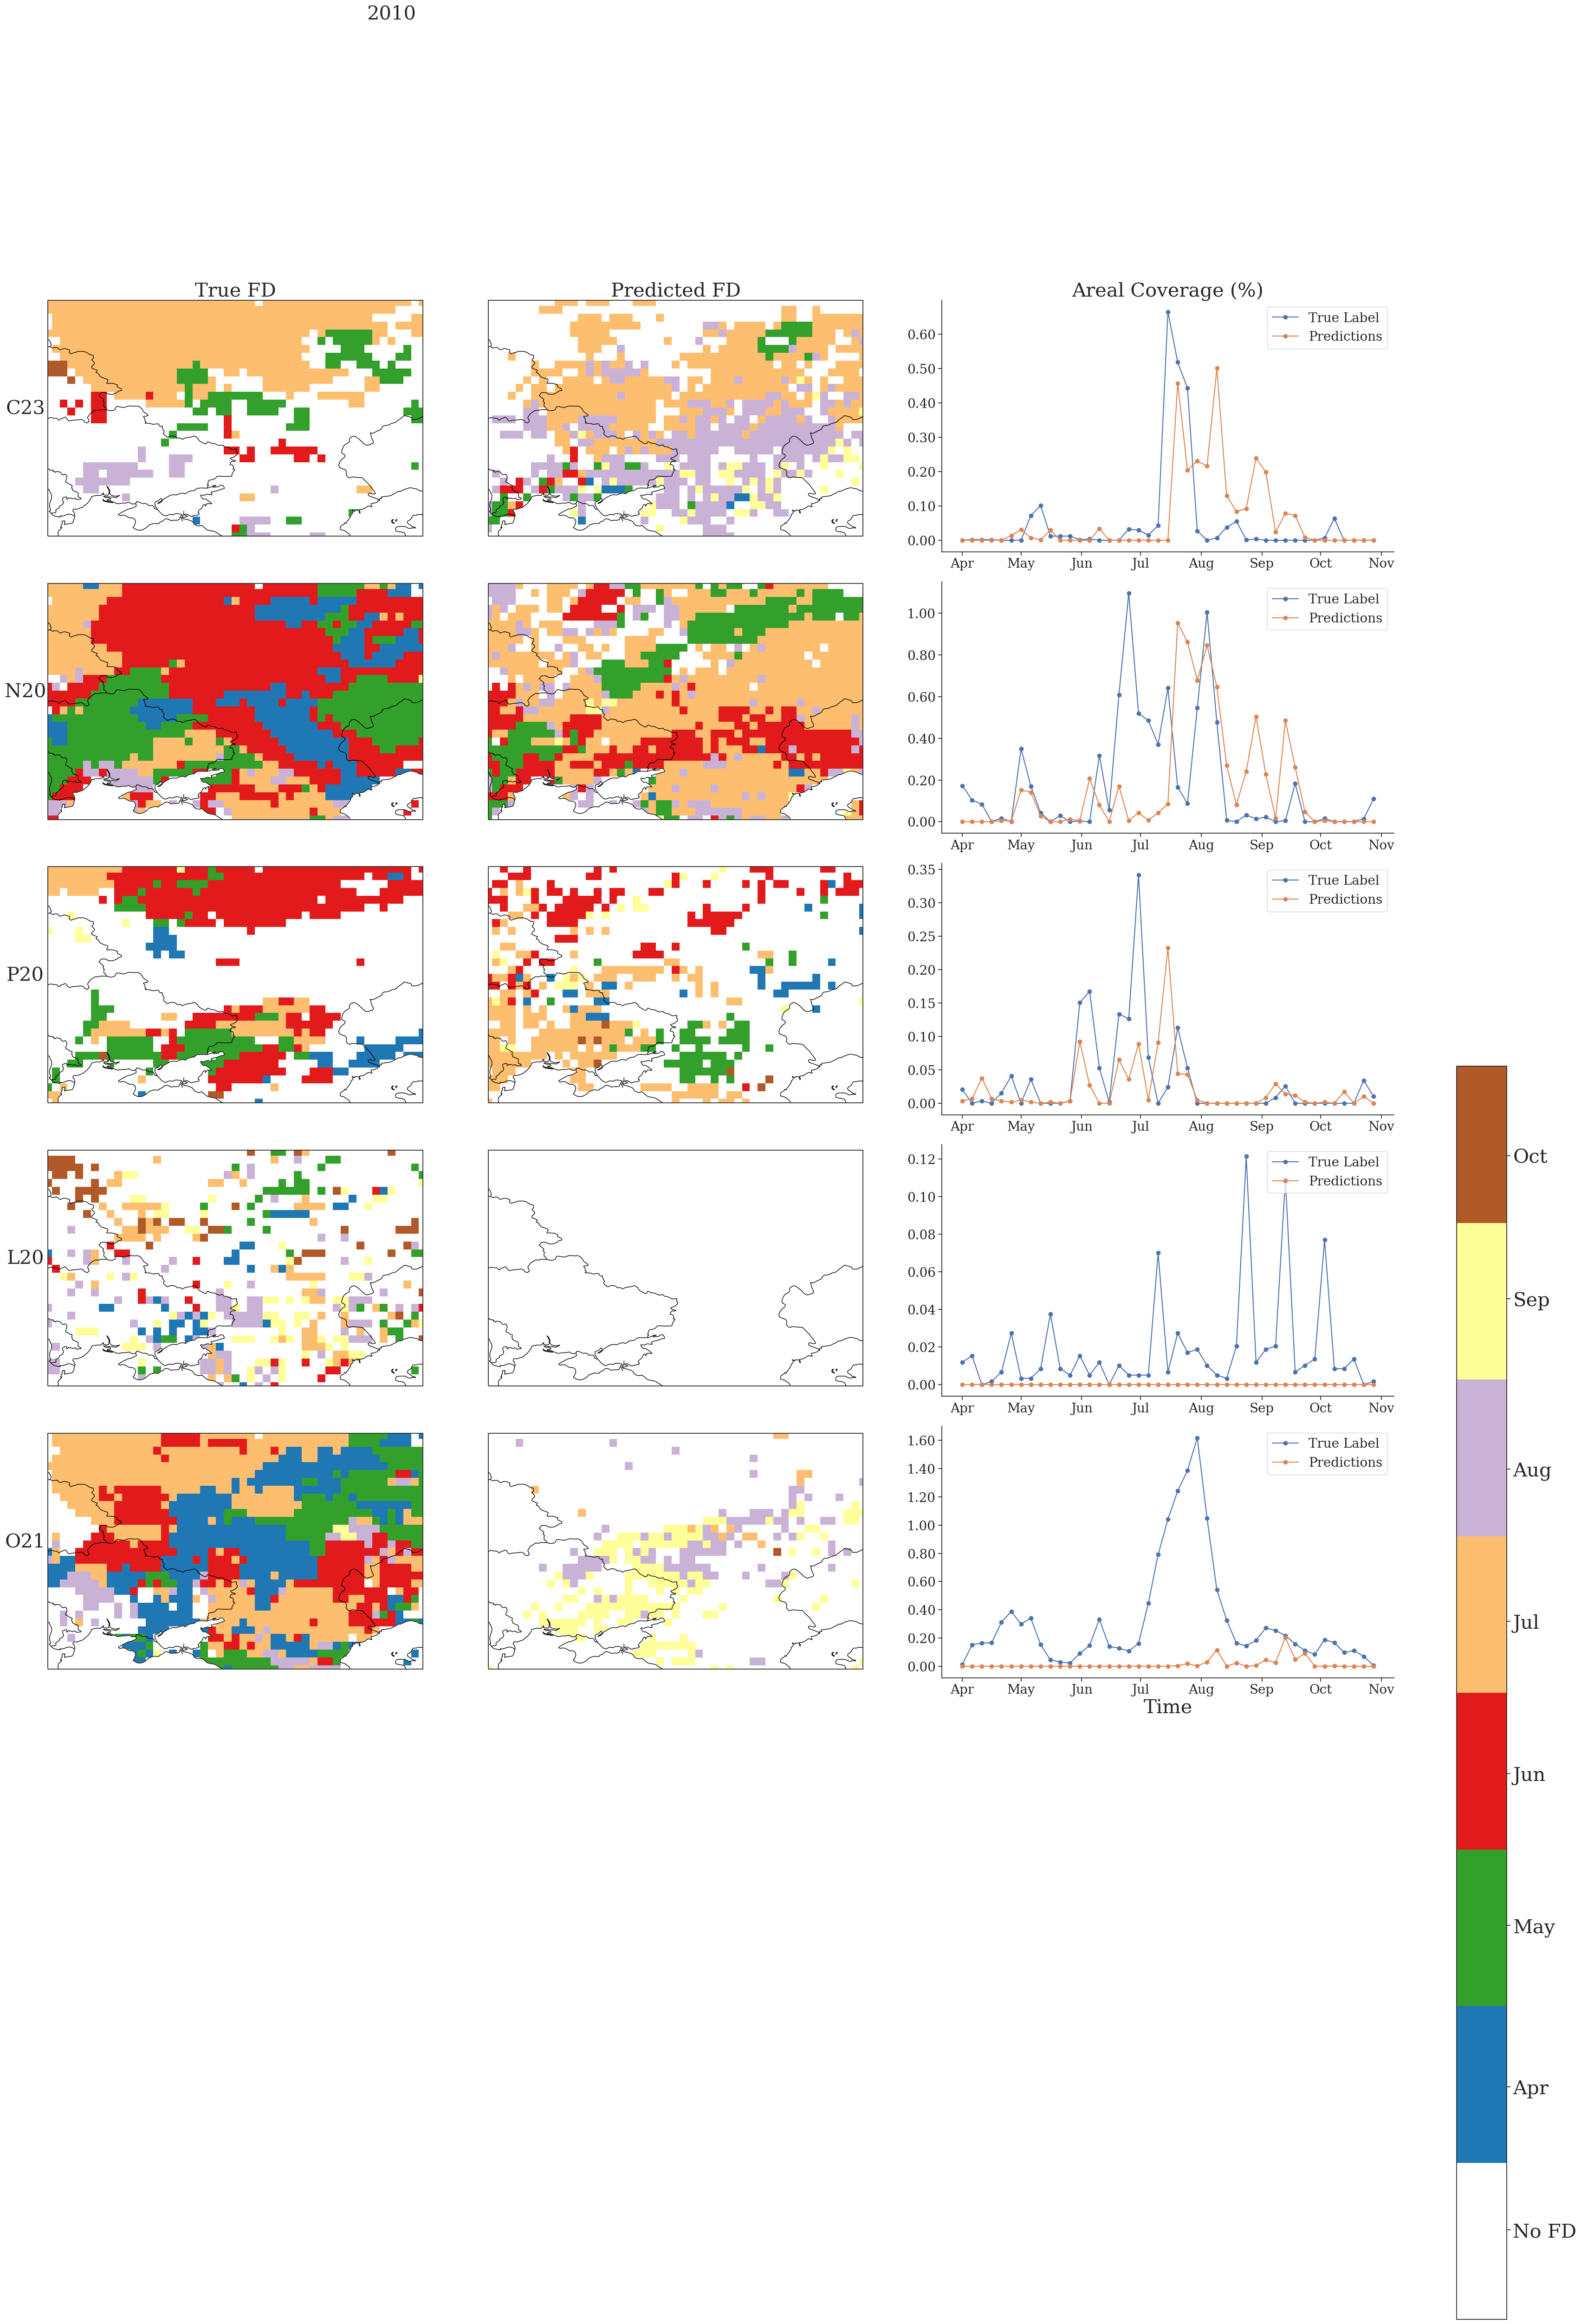 2010
True FD
Predicted FD
Areal Coverage (%)
C23
0.60
0.50
0.40
0.30
0.20
0.10
0.00
True Label
Predictions
Apr May Jun Jul Aug Sep Oct Nov
N20
1.00
0.80
0.60
0.40
0.20
0.00
True Label
Predictions
Apr May Jun Jul Aug Sep Oct Nov
P20
0.35
0.30
0.25
0.20
0.15
0.10
0.05
0.00
True Label
Predictions
Apr May Jun Jul Aug Sep Oct Nov
L20
0.12
0.10
0.08
0.06
0.04
0.02
0.00
True Label
Predictions
Apr May Jun Jul Aug Sep Oct Nov
O21
1.60
1.40
1.20
1.00
0.80
0.60
0.40
0.20
0.00
True Label
Predictions
Apr May Jun Jul Aug Sep Oct Nov
Time
Oct
Sep
Aug
Jul
Jun
May
Apr
No FD